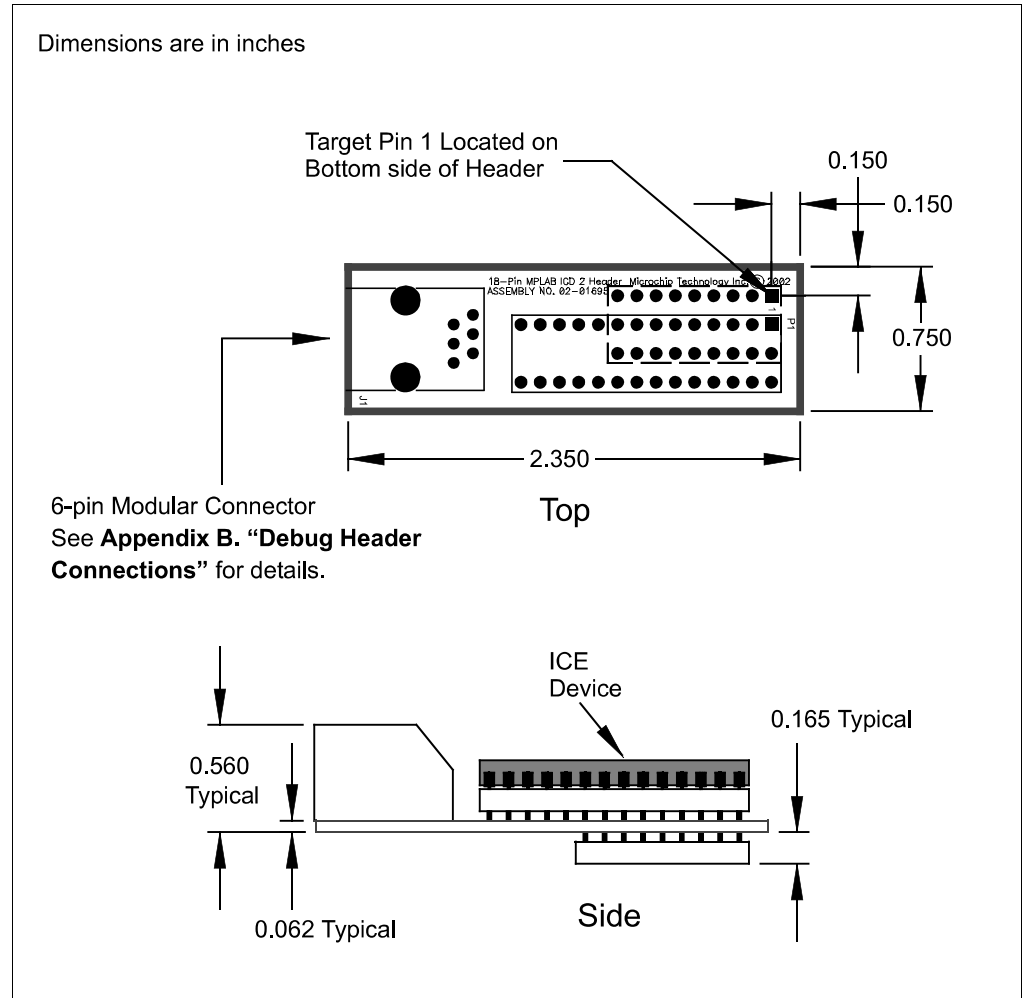 Dimensions are in inches
Target Pin 1 Located on
Bottom side of Header
0.150
0.150
18-Pin MPLAB ICD 2 Header Microchip Technology Inc. © 2002
ASSEMBLY NO. 02-01695
1
P1
0.750
J1
2.350
6-pin Modular Connector
See Appendix B. “Debug Header
Connections” for details.
Top
ICE
Device
0.165 Typical
0.560
Typical
0.062 Typical
Side